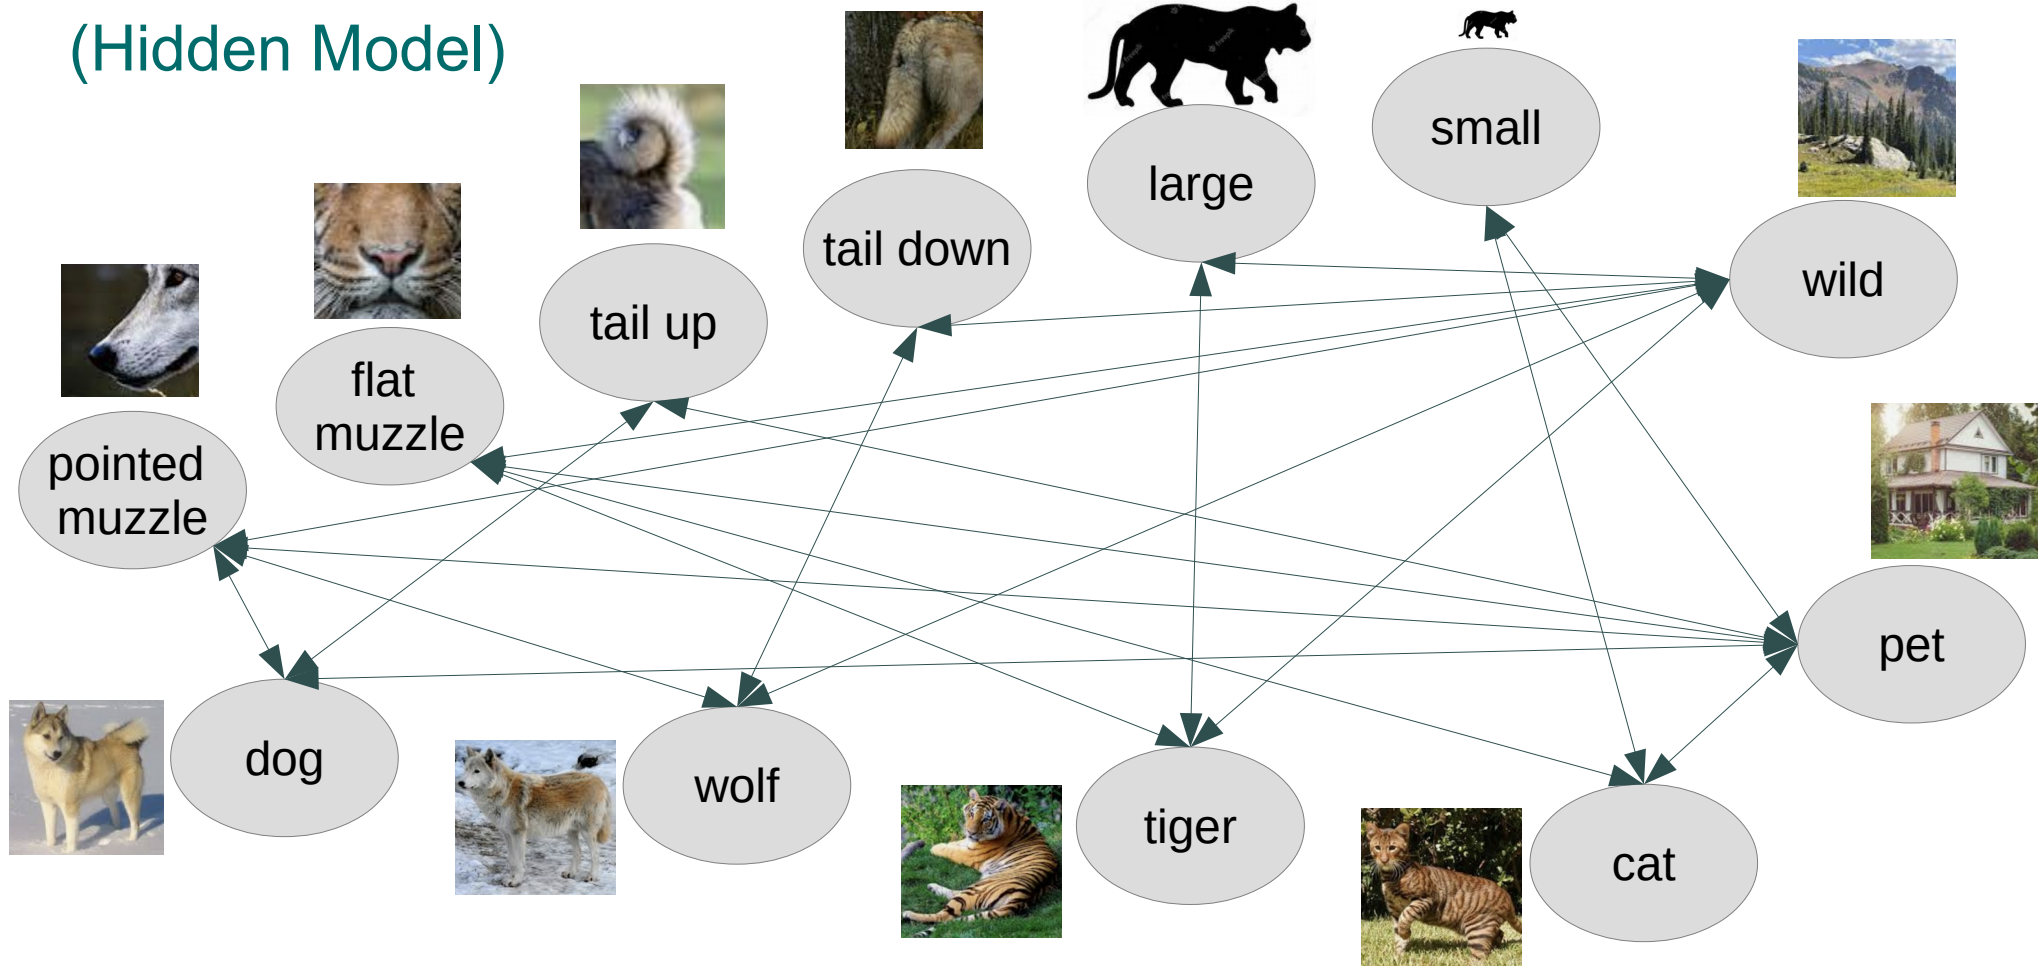 (Hidden Model)
small
large
tail down
wild
tail up
flat
muzzle
pointed
muzzle
pet
dog
wolf
tiger
cat